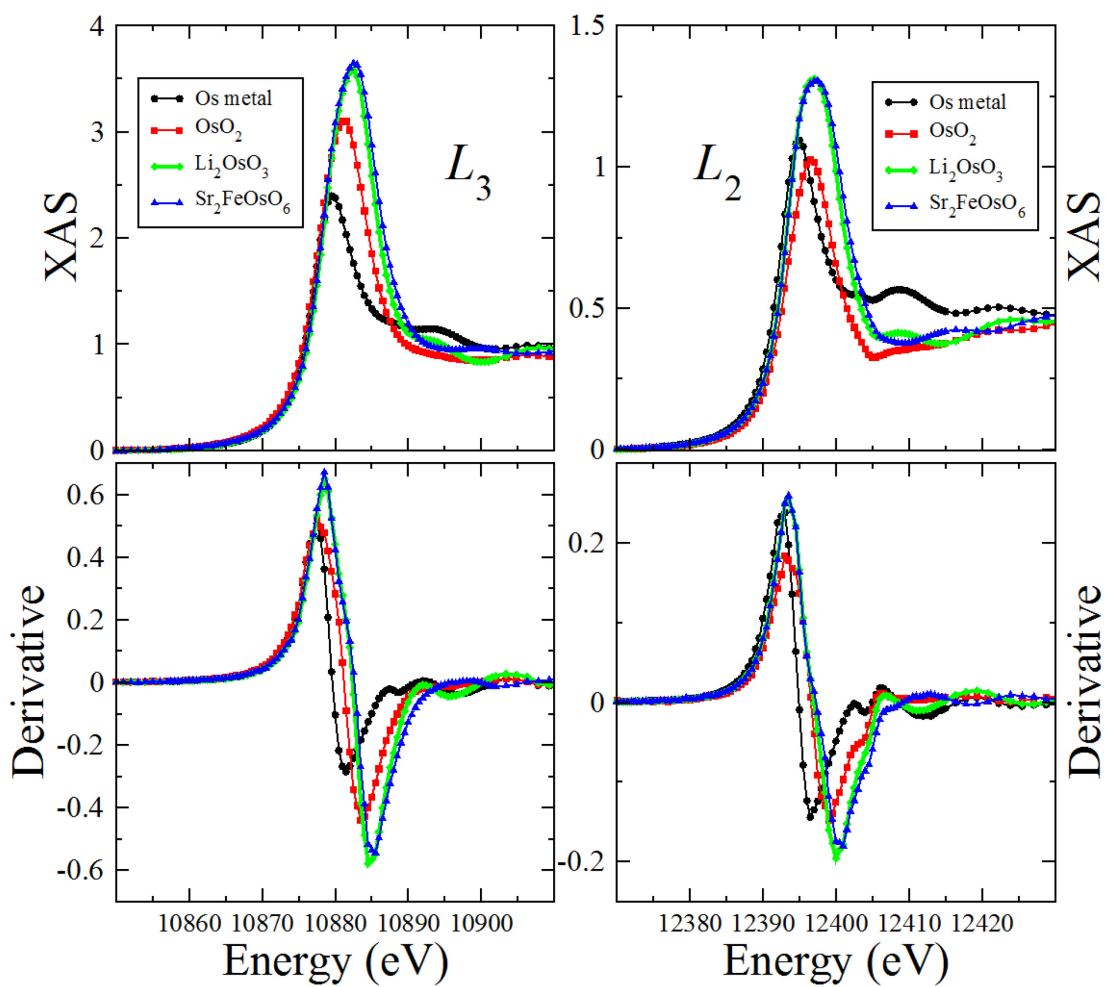 4
3
2
1
0
XAS
Os metal
OsO2
Li2OsO3
Sr2FeOsO6
L3
1.5
1
0.5
0
XAS
Os metal
OsO2
Li2OsO3
Sr2FeOsO6
L2
0.6
0.4
0.2
0
-0.2
-0.4
-0.6
Derivative
10860 10870 10880 10890 10900
Energy (eV)
0.2
0
-0.2
Derivative
12380 12390 12400 12410 12420
Energy (eV)